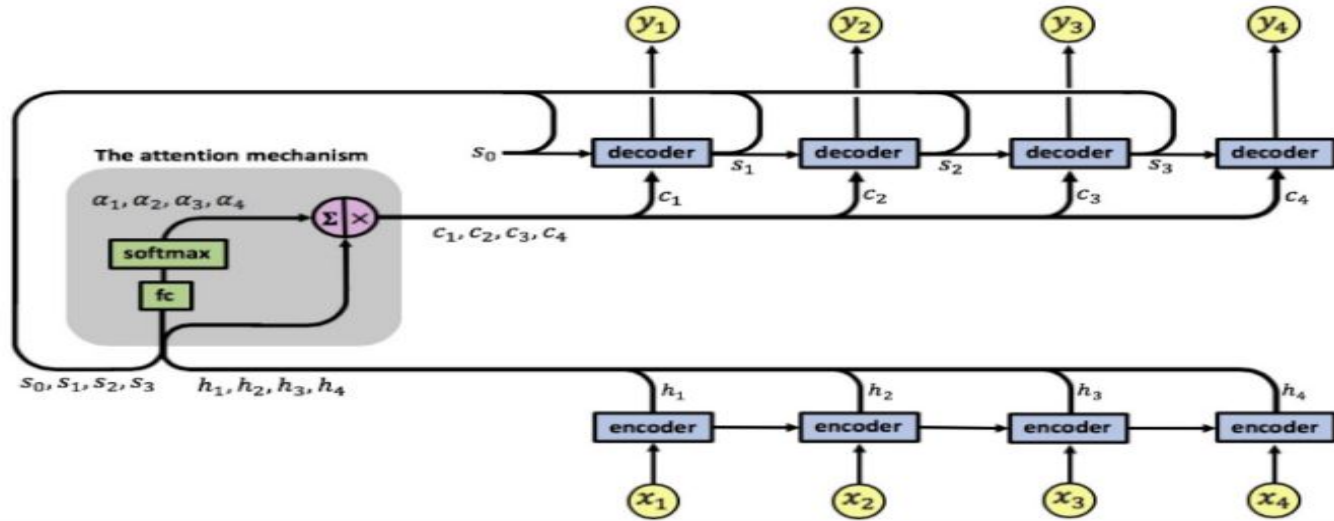 y₁ y₂ y₃ y₄
s₀ decoder s₁ decoder s₂ decoder s₃ decoder
The attention mechanism
α₁, α₂, α₃, α₄
Σ ×
c₁ c₂ c₃ c₄
c₁, c₂, c₃, c₄
softmax
fc
s₀, s₁, s₂, s₃ h₁, h₂, h₃, h₄
h₁ h₂ h₃ h₄
encoder encoder encoder encoder
x₁ x₂ x₃ x₄